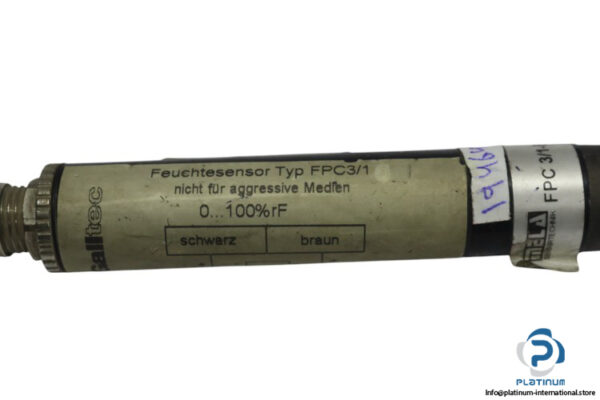 Feuchtesensor Typ FPC3/1
nicht für aggressive Medien
0...100%rF
schwarz braun
FPC 3/1-
PLATINUM
Info@platinum-international.store